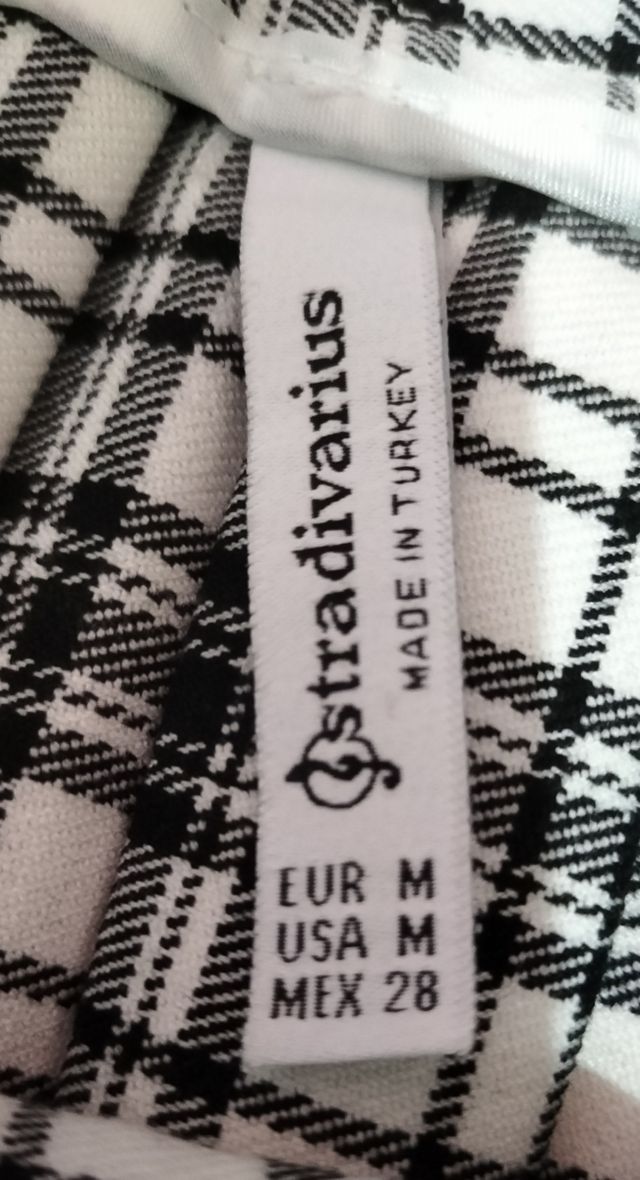 stradivarius
MADE IN TURKEY
EUR M
USA M
MEX 28